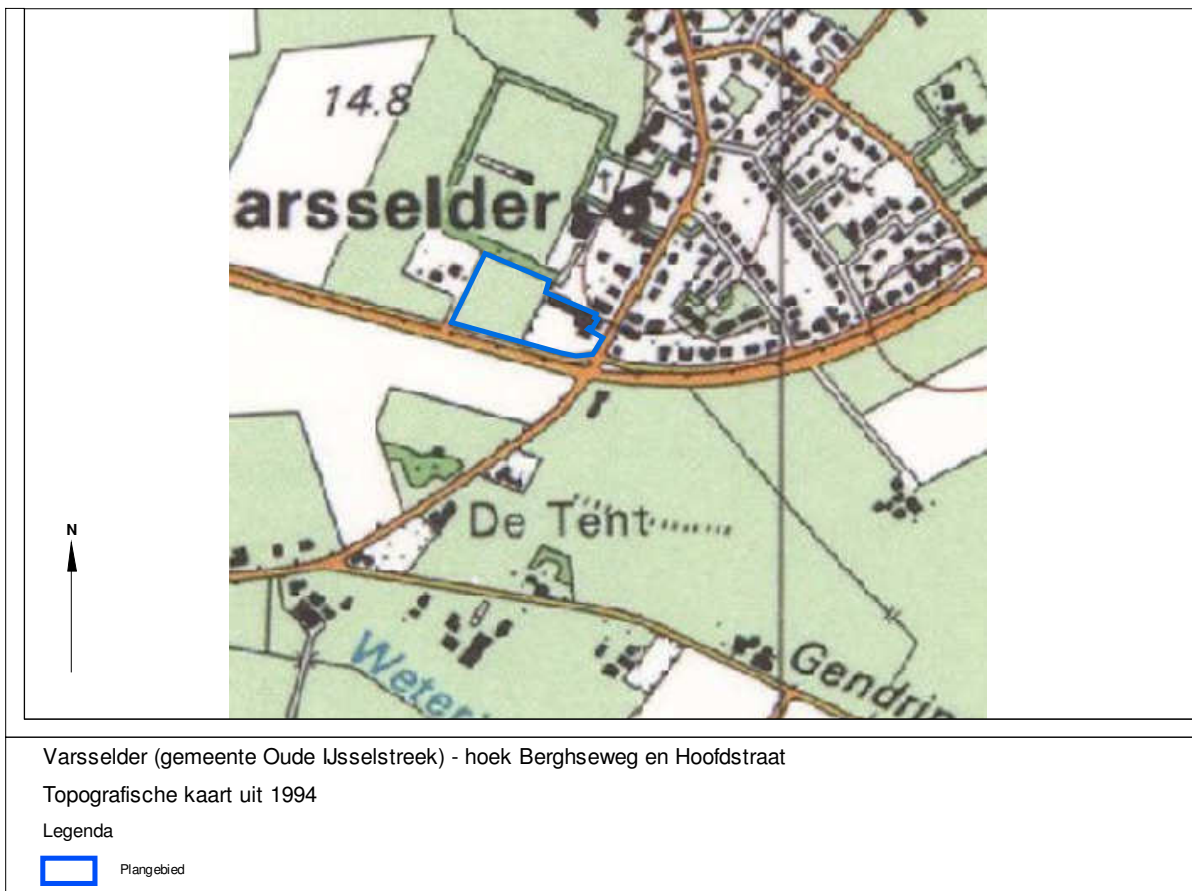 14.8
arsselder
De Tent
N
Weteri
Gendrin
Varsselder (gemeente Oude IJsselstreek) - hoek Berghseweg en Hoofdstraat
Topografische kaart uit 1994
Legenda
Plangebied